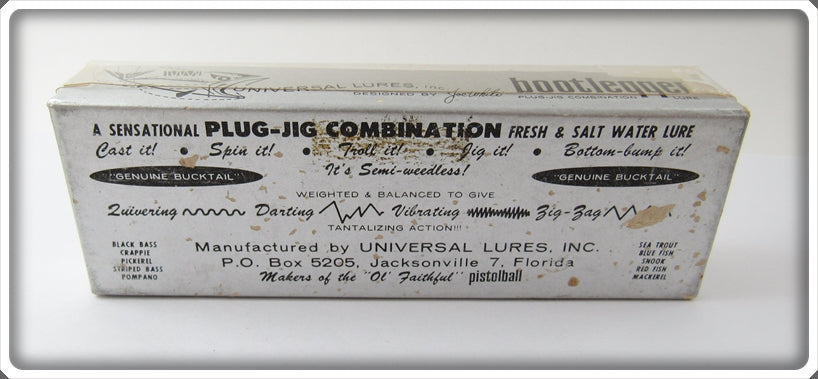 UNIVERSAL LURES, Inc.
DESIGNED BY
bootlegger
PLUG-JIG COMBINATION LURE
A SENSATIONAL PLUG-JIG COMBINATION FRESH & SALT WATER LURE
Cast it! • Spin it! • Troll it! • Jig it! • Bottom-bump it!
It's Semi-weedless!
"GENUINE BUCKTAIL" "GENUINE BUCKTAIL"
WEIGHTED & BALANCED TO GIVE
Quivering Darting Vibrating Zig-Zag
TANTALIZING ACTION!!!
BLACK BASS
CRAPPIE
PICKEREL
STRIPED BASS
POMPANO
Manufactured by UNIVERSAL LURES, INC.
P.O. Box 5205, Jacksonville 7, Florida
Makers of the "Ol' Faithful" pistolball
SEA TROUT
BLUE FISH
SNOOK
RED FISH
MACKEREL